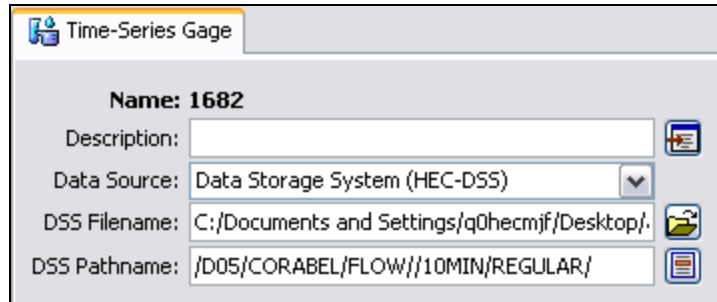 Time-Series Gage
Name: 1682
Description:
Data Source: Data Storage System (HEC-DSS)
DSS Filename: C:/Documents and Settings/q0hecmjf/Desktop/.
DSS Pathname: /D05/CORABEL/FLOW//10MIN/REGULAR/